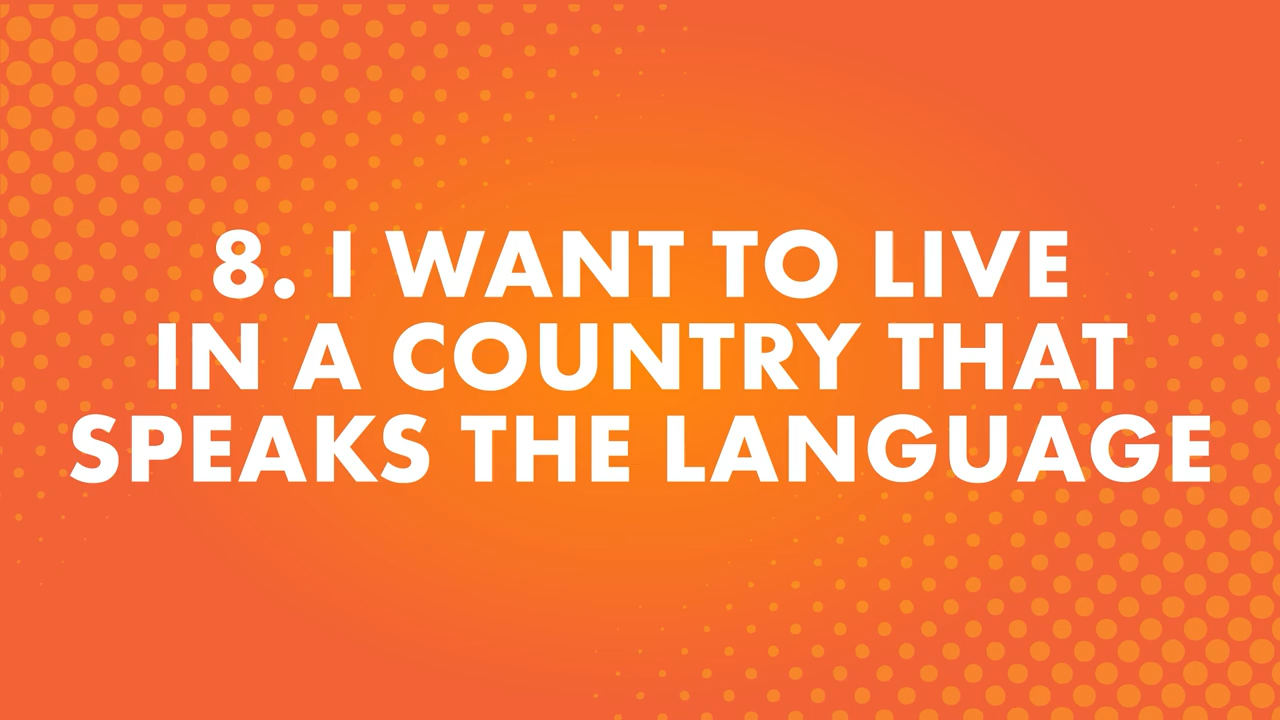 8. I WANT TO LIVE
IN A COUNTRY THAT
SPEAKS THE LANGUAGE